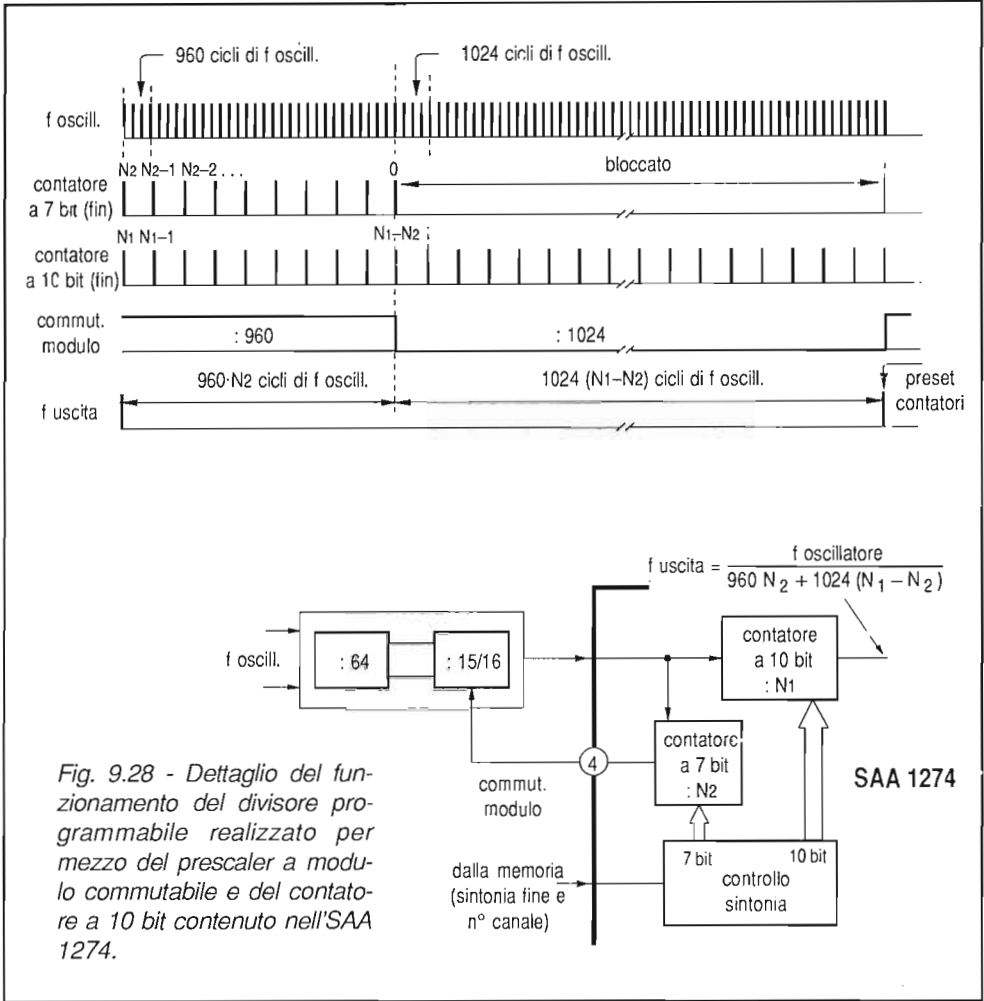 960 cicli di f oscill.
1024 cicli di f oscill.
f oscill.
N2 N2–1 N2–2 . . .
0
bloccato
contatore
a 7 bit (fin)
N1 N1–1
N1–N2
contatore
a 10 bit (fin)
commut.
modulo
: 960
: 1024
960·N2 cicli di f oscill.
1024 (N1–N2) cicli di f oscill.
preset
contatori
f uscita
f uscita = f oscillatore / 960 N2 + 1024 (N1 – N2)
f oscill.
: 64
: 15/16
contatore
a 10 bit
: N1
contatore
a 7 bit
: N2
4
commut.
modulo
SAA 1274
7 bit
10 bit
controllo
sintonia
dalla memoria
(sintonia fine e
n° canale)
Fig. 9.28 - Dettaglio del fun-
zionamento del divisore pro-
grammabile realizzato per
mezzo del prescaler a modu-
lo commutabile e del contato-
re a 10 bit contenuto nell'SAA
1274.